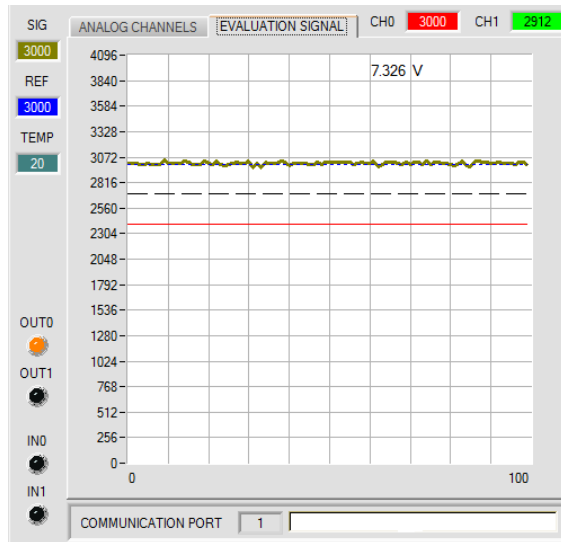 SIG
ANALOG CHANNELS EVALUATION SIGNAL CH0 3000 CH1 2912
3000
REF
3000
TEMP
20
7.326 V
4096
3840
3584
3328
3072
2816
2560
2304
2048
1792
1536
1280
1024
768
512
256
0
0 100
OUT0
OUT1
IN0
IN1
COMMUNICATION PORT 1